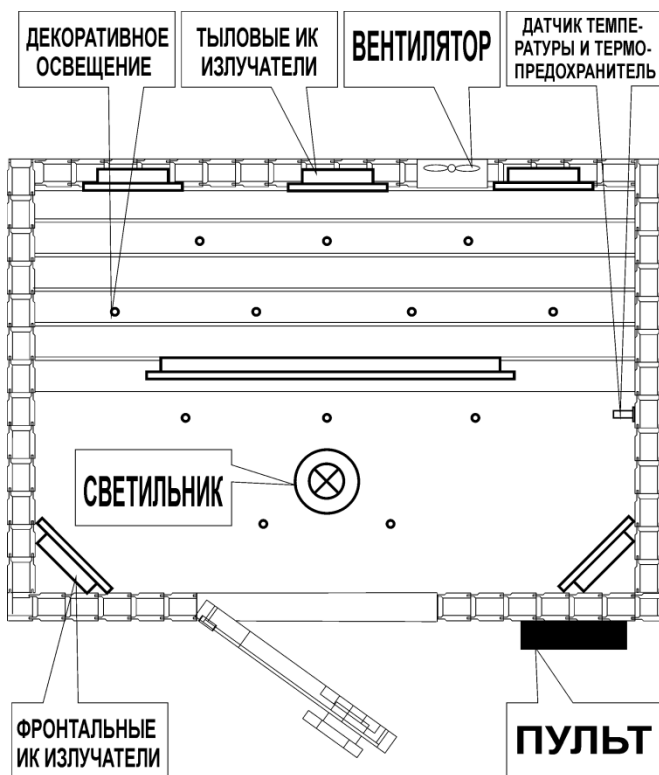 ДЕКОРАТИВНОЕ
ОСВЕЩЕНИЕ
ТЫЛОВЫЕ ИК
ИЗЛУЧАТЕЛИ
ВЕНТИЛЯТОР
ДАТЧИК ТЕМПЕ-
РАТУРЫ И ТЕРМО-
ПРЕДОХРАНИТЕЛЬ
СВЕТИЛЬНИК
ФРОНТАЛЬНЫЕ
ИК ИЗЛУЧАТЕЛИ
ПУЛЬТ